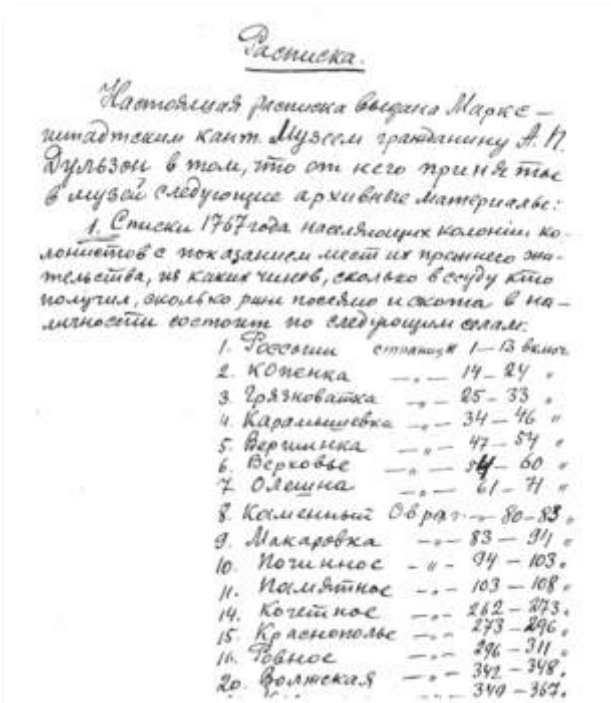 Расписка.
Настоящая расписка выдана Маркс-
штадтским кант. Музеем гражданину А. П.
Дульзон в том, что от него приняты
в музей следующие архивные материалы:
1. Списки 1767 года населяющих колонии ко-
лонистов с показанием мест их прежнего жи-
тельства, из каких чинов, сколько в ссуду кто
получил, сколько ржи посеяно и скота в на-
личности состоит по следующим селам:
1. Россоши страницы 1–13 включ.
2. Копенка —"— 14–24 "
3. Грязноватка —"— 25–33 "
4. Карамышевка —"— 34–46 "
5. Вершинка —"— 47–54 "
6. Верховье —"— 54–60 "
7 Олешна —"— 61–71 "
8. Каменный Овраг —"— 80–83 "
9. Макаровка —"— 83–94 "
10. Починное —"— 94–103 "
11. Памятное —"— 103–108 "
14. Кочетное —"— 262–273 "
15. Краснополье —"— 273–296 "
16. Ровное —"— 296–311 "
20. Волжская —"— 342–348 "
349–367 "